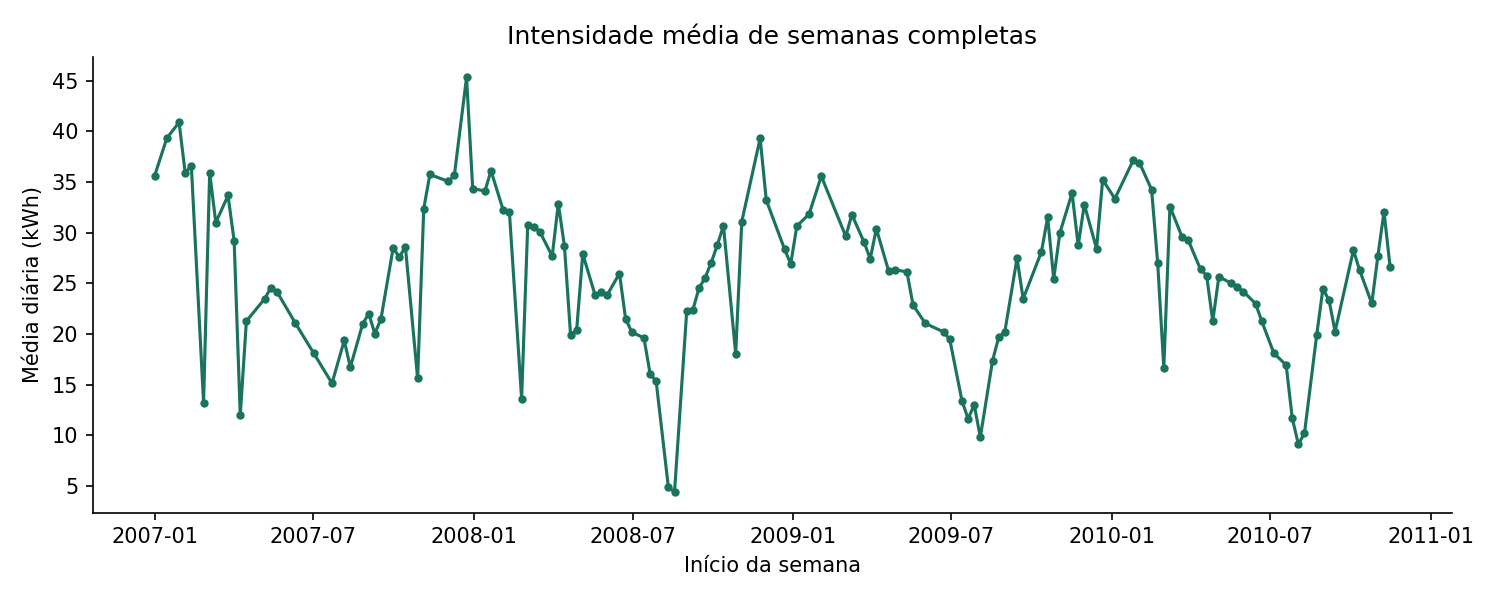 Intensidade média de semanas completas
Média diária (kWh)
45
40
35
30
25
20
15
10
5
2007-01 2007-07 2008-01 2008-07 2009-01 2009-07 2010-01 2010-07 2011-01
Início da semana